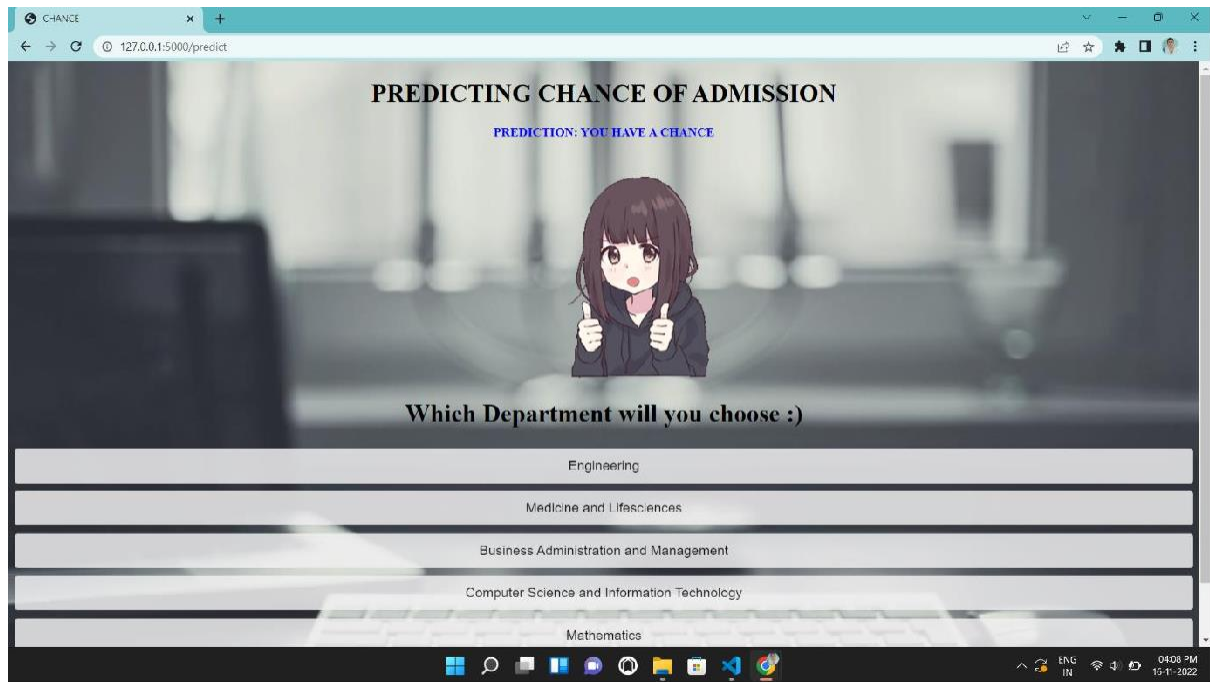 CHANCE
127.0.0.1:5000/predict
PREDICTING CHANCE OF ADMISSION
PREDICTION: YOU HAVE A CHANCE
Which Department will you choose :)
Engineering
Medicine and Lifesciences
Business Administration and Management
Computer Science and Information Technology
Mathematics
ENG
IN
04:08 PM
16-11-2022